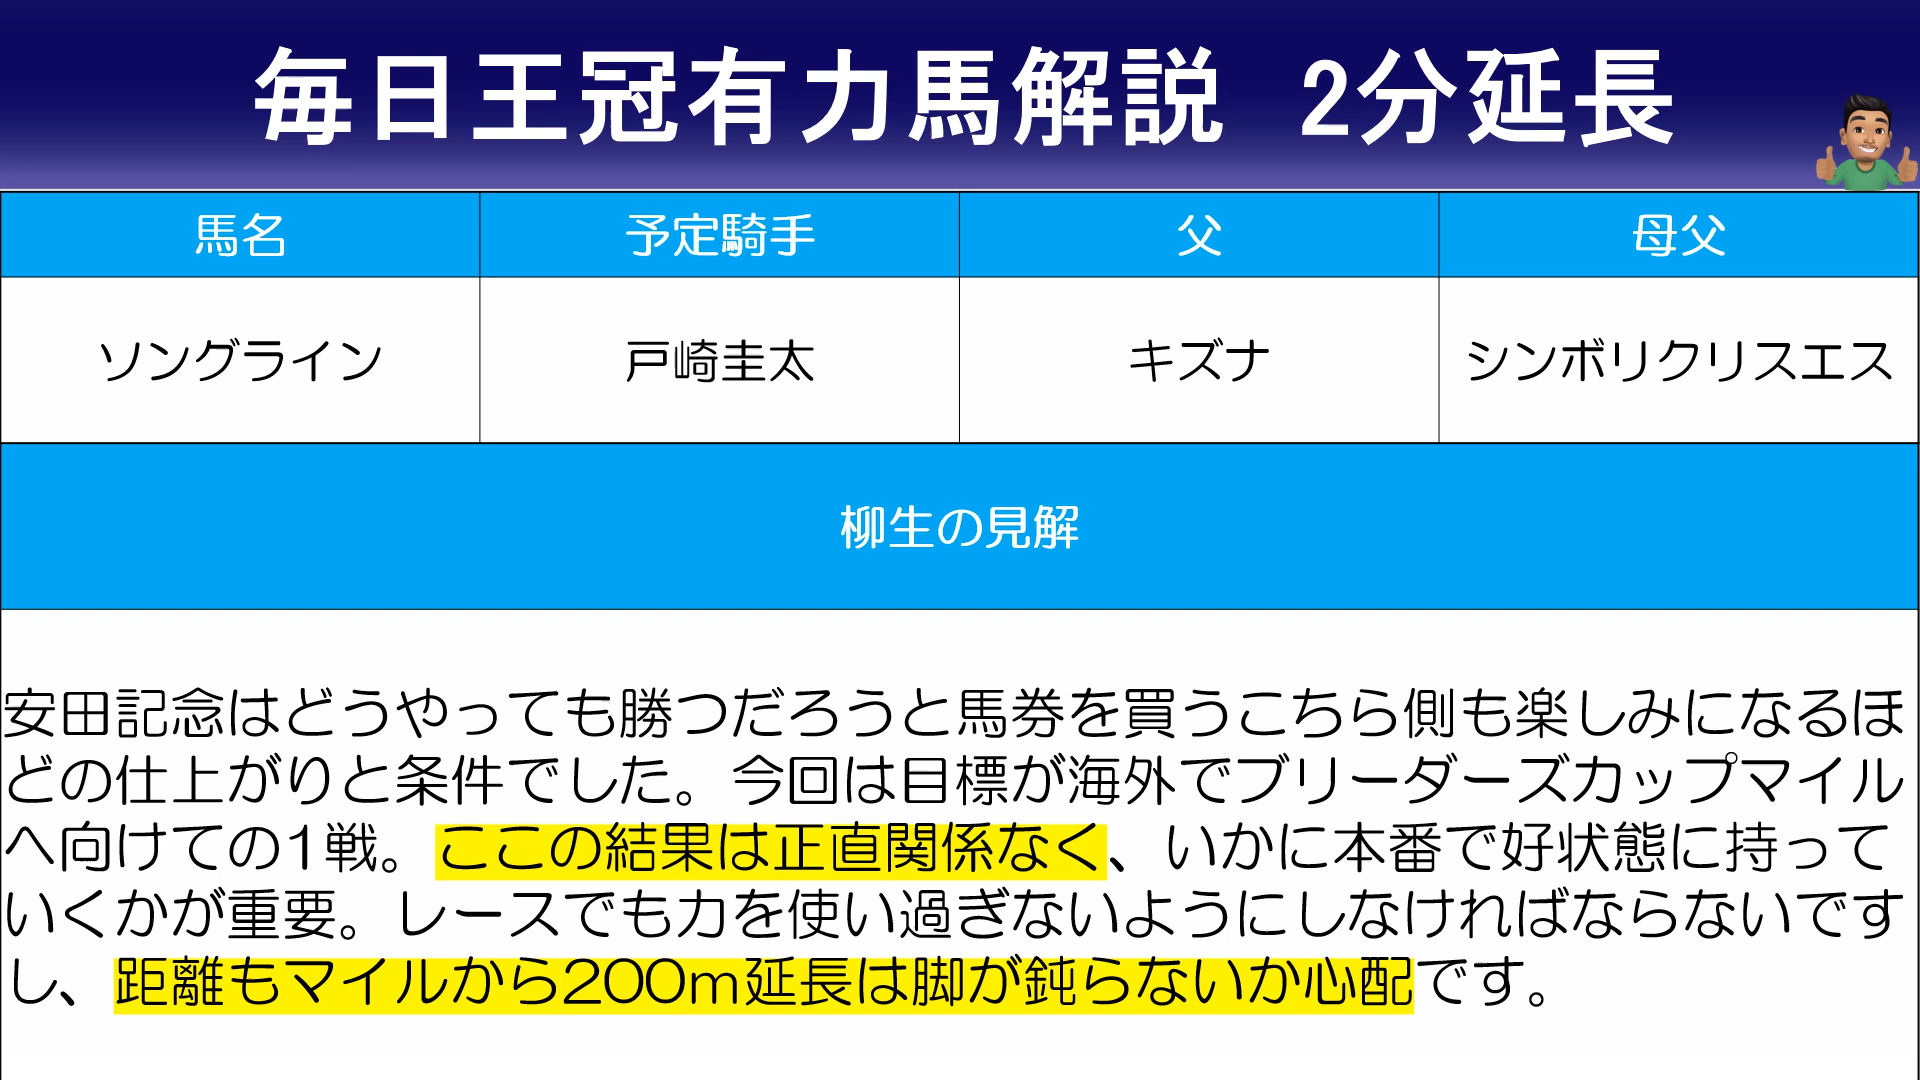 毎日王冠有力馬解説　2分延長
馬名　予定騎手　父　母父
ソングライン　戸崎圭太　キズナ　シンボリクリスエス
柳生の見解
安田記念はどうやっても勝つだろうと馬券を買うこちら側も楽しみになるほ
どの仕上がりと条件でした。今回は目標が海外でブリーダーズカップマイル
へ向けての1戦。ここの結果は正直関係なく、いかに本番で好状態に持って
いくかが重要。レースでも力を使い過ぎないようにしなければならないです
し、距離もマイルから200m延長は脚が鈍らないか心配です。